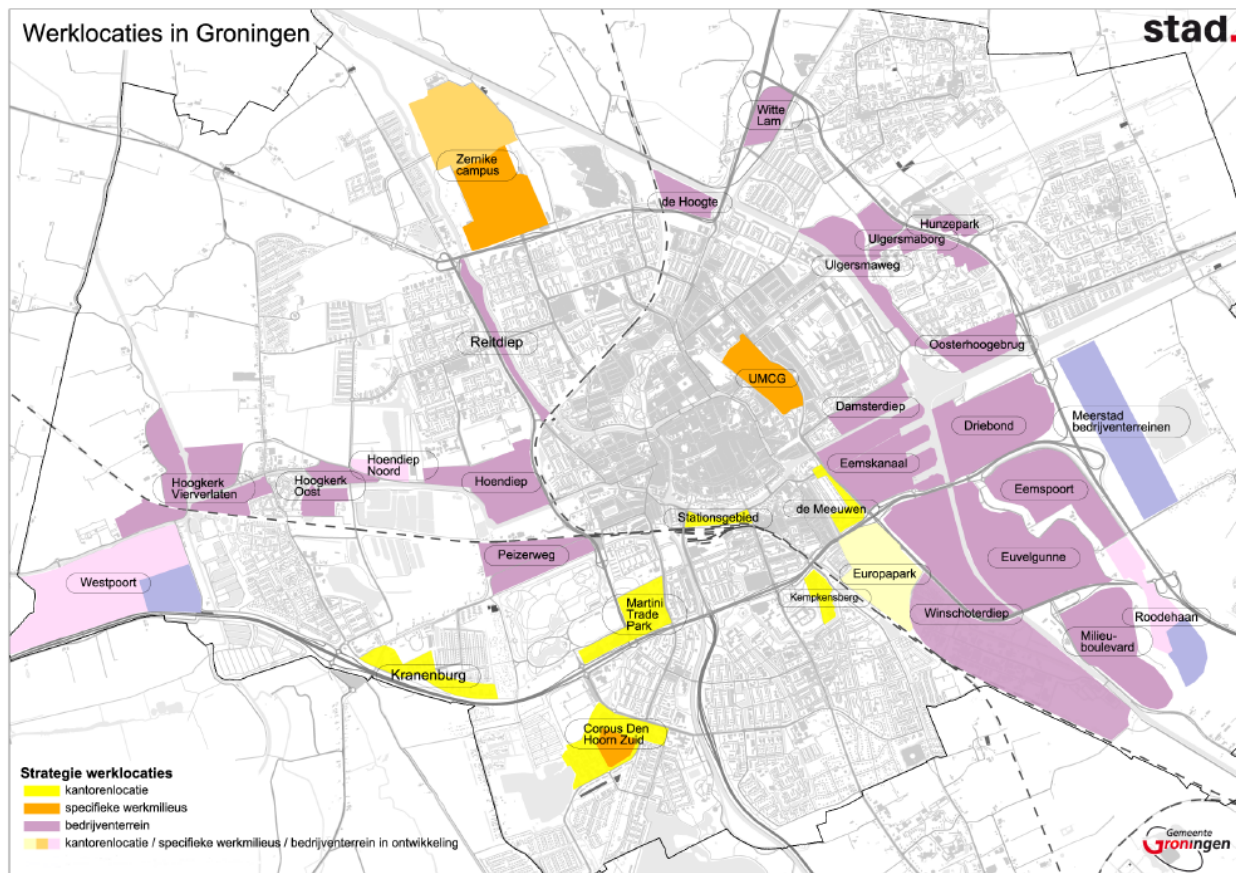 Werklocaties in Groningen
stad.
Witte
Lam
Zernike
campus
de Hoogte
Hunzepark
Ulgersmaborg
Ulgersmaweg
Reitdiep
Oosterhoogebrug
UMCG
Damsterdiep
Driebond
Meerstad
bedrijventerreinen
Hoendiep
Noord
Hoogkerk
Vierverlaten
Hoogkerk
Oost
Hoendiep
Eemskanaal
Eemspoort
Stationsgebied
de Meeuwen
Peizerweg
Euvelgunne
Westpoort
Europapark
Kempkensberg
Martini
Trade
Park
Winschoterdiep
Roodehaan
Milieu-
boulevard
Kranenburg
Corpus Den
Hoorn Zuid
Strategie werklocaties
kantorenlocatie
specifieke werkmilieus
bedrijventerrein
kantorenlocatie / specifieke werkmilieus / bedrijventerrein in ontwikkeling
Gemeente
Groningen